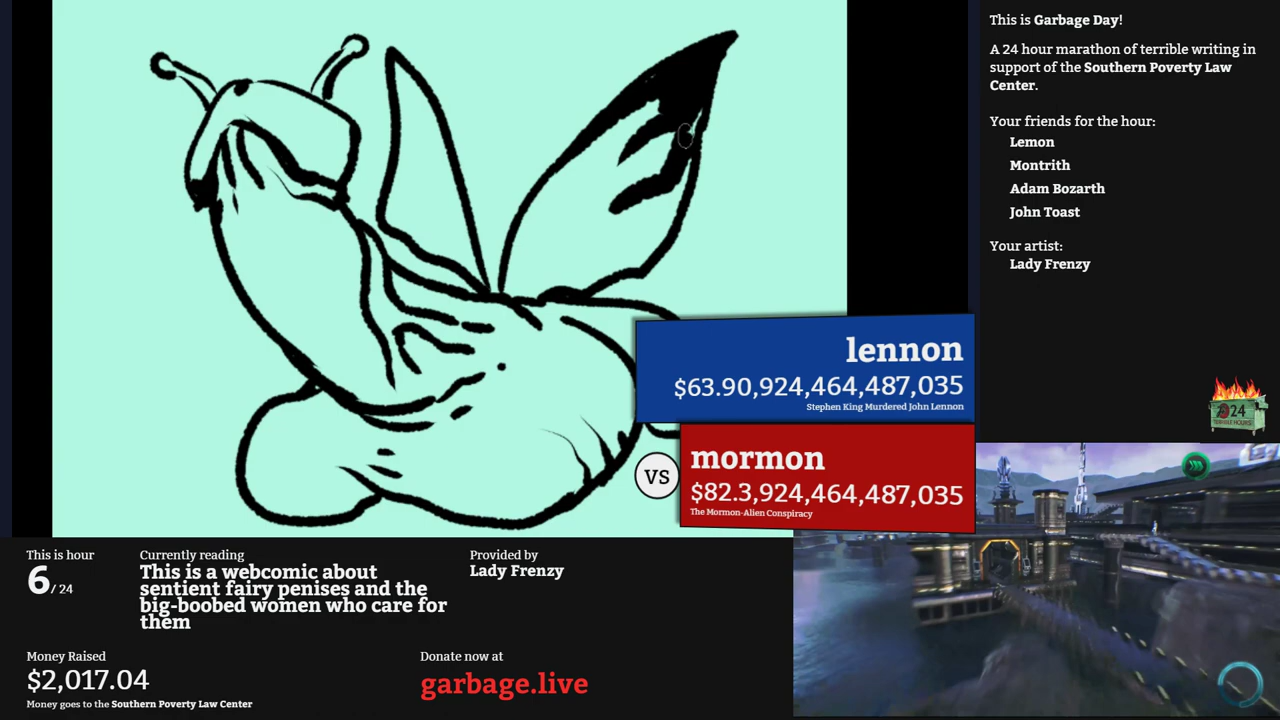 This is Garbage Day!
A 24 hour marathon of terrible writing in
support of the Southern Poverty Law
Center.
Your friends for the hour:
Lemon
Montrith
Adam Bozarth
John Toast
Your artist:
Lady Frenzy
lennon
$63.90,924,464,487,035
Stephen King Murdered John Lennon
VS
mormon
$82.3,924,464,487,035
The Mormon-Alien Conspiracy
This is hour
6 / 24
Currently reading
This is a webcomic about
sentient fairy penises and the
big-boobed women who care for
them
Provided by
Lady Frenzy
Money Raised
$2,017.04
Money goes to the Southern Poverty Law Center
Donate now at
garbage.live